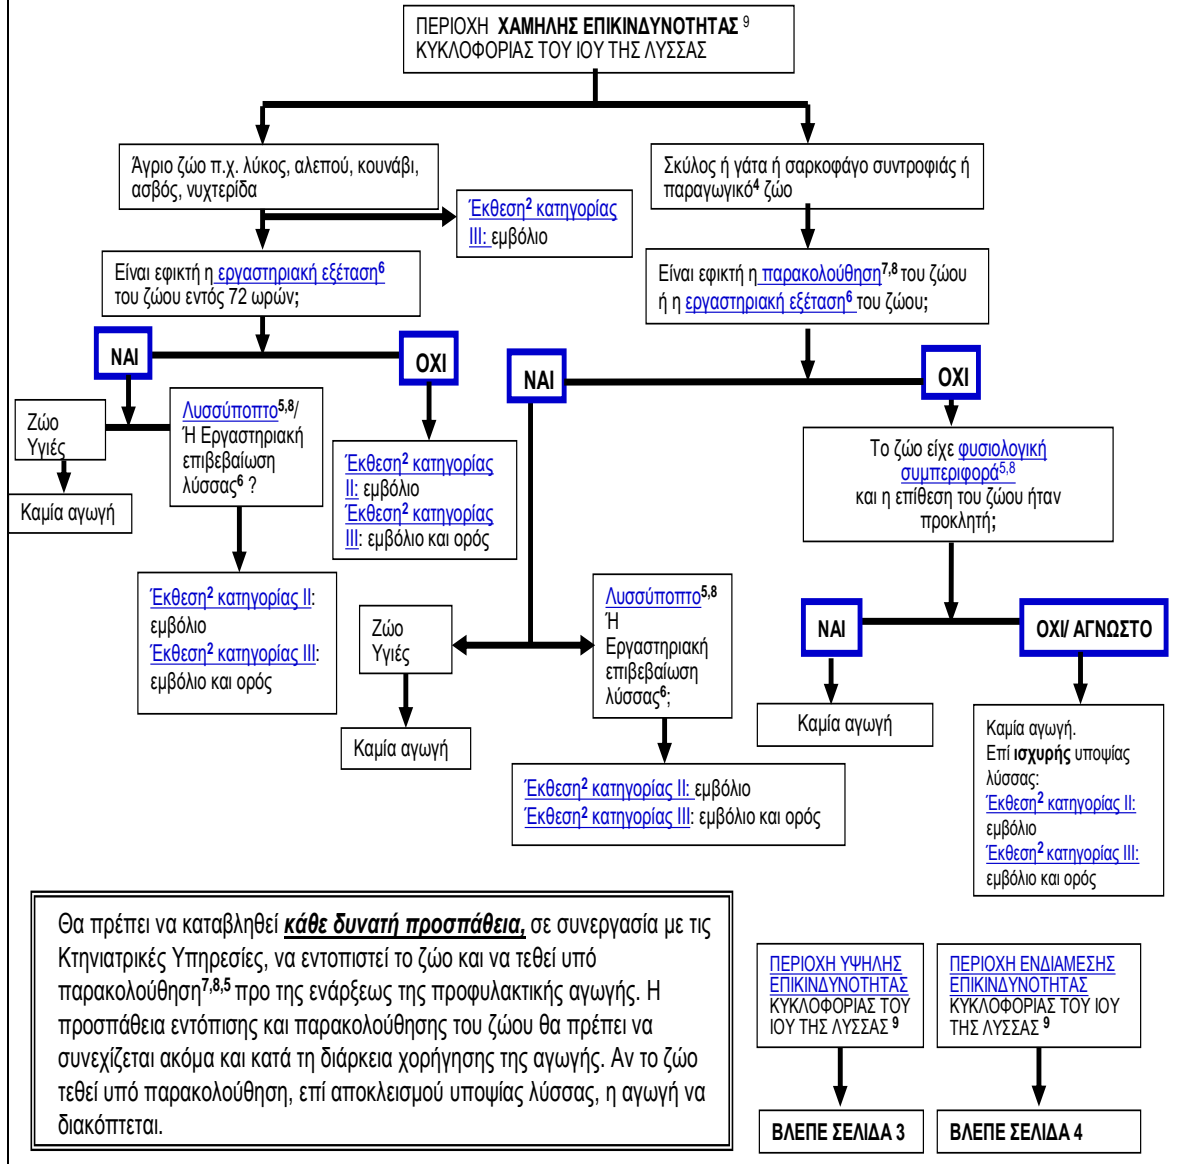 ΠΕΡΙΟΧΗ ΧΑΜΗΛΗΣ ΕΠΙΚΙΝΔΥΝΟΤΗΤΑΣ 9
ΚΥΚΛΟΦΟΡΙΑΣ ΤΟΥ ΙΟΥ ΤΗΣ ΛΥΣΣΑΣ
Άγριο ζώο π.χ. λύκος, αλεπού, κουνάβι,
ασβός, νυχτερίδα
Σκύλος ή γάτα ή σαρκοφάγο συντροφιάς ή
παραγωγικό4 ζώο
Έκθεση2 κατηγορίας
III: εμβόλιο
Είναι εφικτή η εργαστηριακή εξέταση6
του ζώου εντός 72 ωρών;
Είναι εφικτή η παρακολούθηση7,8 του ζώου
ή η εργαστηριακή εξέταση6 του ζώου;
ΝΑΙ
ΟΧΙ
ΝΑΙ
ΟΧΙ
Ζώο
Υγιές
Λυσσύποπτο5,8/
Ή Εργαστηριακή
επιβεβαίωση
λύσσας6 ?
Καμία αγωγή
Έκθεση2 κατηγορίας
II: εμβόλιο
Έκθεση2 κατηγορίας
III: εμβόλιο και ορός
Το ζώο είχε φυσιολογική
συμπεριφορά5,8
και η επίθεση του ζώου ήταν
προκλητή;
Έκθεση2 κατηγορίας II:
εμβόλιο
Έκθεση2 κατηγορίας III:
εμβόλιο και ορός
Ζώο
Υγιές
Λυσσύποπτο5,8
Ή
Εργαστηριακή
επιβεβαίωση
λύσσας6;
ΝΑΙ
ΟΧΙ/ ΑΓΝΩΣΤΟ
Καμία αγωγή
Καμία αγωγή
Καμία αγωγή.
Επί ισχυρής υποψίας
λύσσας:
Έκθεση2 κατηγορίας II:
εμβόλιο
Έκθεση2 κατηγορίας III:
εμβόλιο και ορός
Έκθεση2 κατηγορίας II: εμβόλιο
Έκθεση2 κατηγορίας III: εμβόλιο και ορός
Θα πρέπει να καταβληθεί κάθε δυνατή προσπάθεια, σε συνεργασία με τις
Κτηνιατρικές Υπηρεσίες, να εντοπιστεί το ζώο και να τεθεί υπό
παρακολούθηση7,8,5 προ της ενάρξεως της προφυλακτικής αγωγής. Η
προσπάθεια εντόπισης και παρακολούθησης του ζώου θα πρέπει να
συνεχίζεται ακόμα και κατά τη διάρκεια χορήγησης της αγωγής. Αν το ζώο
τεθεί υπό παρακολούθηση, επί αποκλεισμού υποψίας λύσσας, η αγωγή να
διακόπτεται.
ΠΕΡΙΟΧΗ ΥΨΗΛΗΣ
ΕΠΙΚΙΝΔΥΝΟΤΗΤΑΣ
ΚΥΚΛΟΦΟΡΙΑΣ ΤΟΥ
ΙΟΥ ΤΗΣ ΛΥΣΣΑΣ 9
ΠΕΡΙΟΧΗ ΕΝΔΙΑΜΕΣΗΣ
ΕΠΙΚΙΝΔΥΝΟΤΗΤΑΣ
ΚΥΚΛΟΦΟΡΙΑΣ ΤΟΥ ΙΟΥ
ΤΗΣ ΛΥΣΣΑΣ 9
ΒΛΕΠΕ ΣΕΛΙΔΑ 3
ΒΛΕΠΕ ΣΕΛΙΔΑ 4